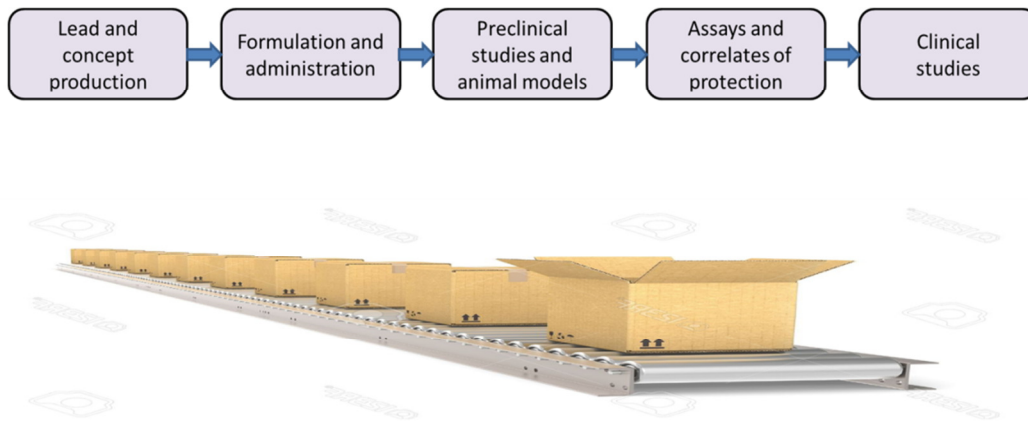 Lead and
concept
production
Formulation and
administration
Preclinical
studies and
animal models
Assays and
correlates of
protection
Clinical
studies